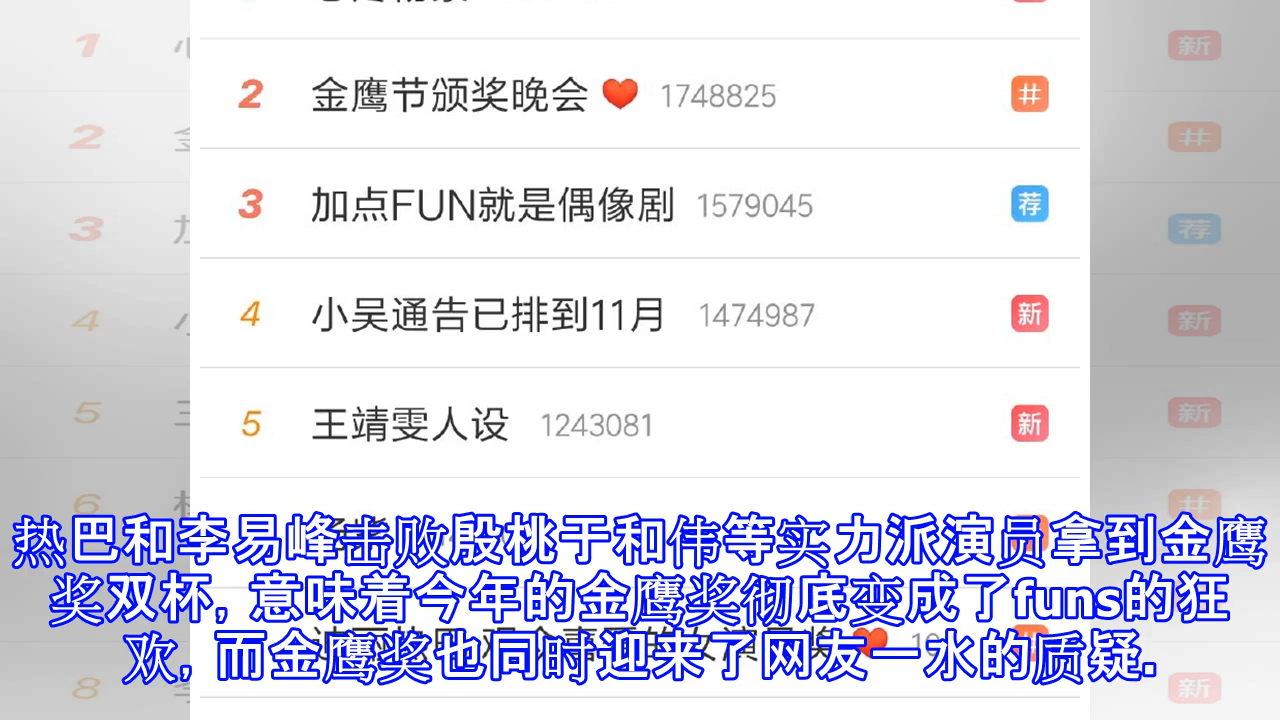 2 金鹰节颁奖晚会❤️ 1748825 #
3 加点FUN就是偶像剧 1579045 荐
4 小吴通告已排到11月 1474987 新
5 王靖雯人设 1243081 新
热巴和李易峰击败殷桃于和伟等实力派演员拿到金鹰
奖双杯, 意味着今年的金鹰奖彻底变成了funs的狂
欢, 而金鹰奖也同时迎来了网友一水的质疑.